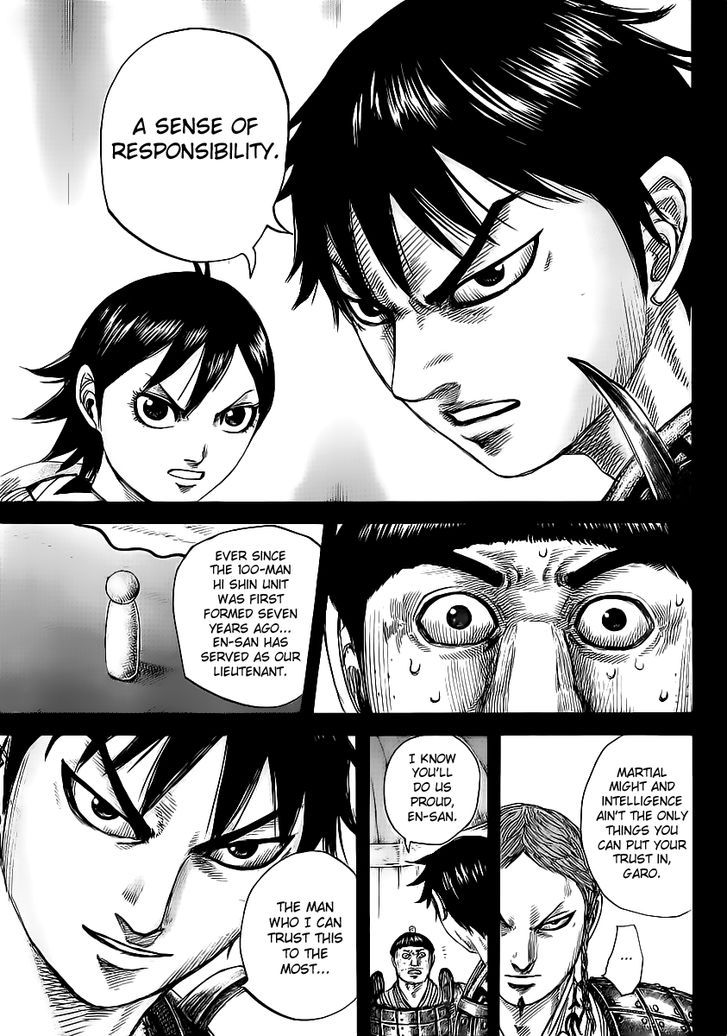 A SENSE OF
RESPONSIBILITY.
EVER SINCE
THE 100-MAN
HI SHIN UNIT
WAS FIRST
FORMED SEVEN
YEARS AGO...
EN-SAN HAS
SERVED AS OUR
LIEUTENANT.
MARTIAL
MIGHT AND
INTELLIGENCE
AIN'T THE ONLY
THINGS YOU
CAN PUT YOUR
TRUST IN,
GARO.
...
I KNOW
YOU'LL
DO US
PROUD,
EN-SAN.
THE MAN
WHO I CAN
TRUST THIS
TO THE
MOST...